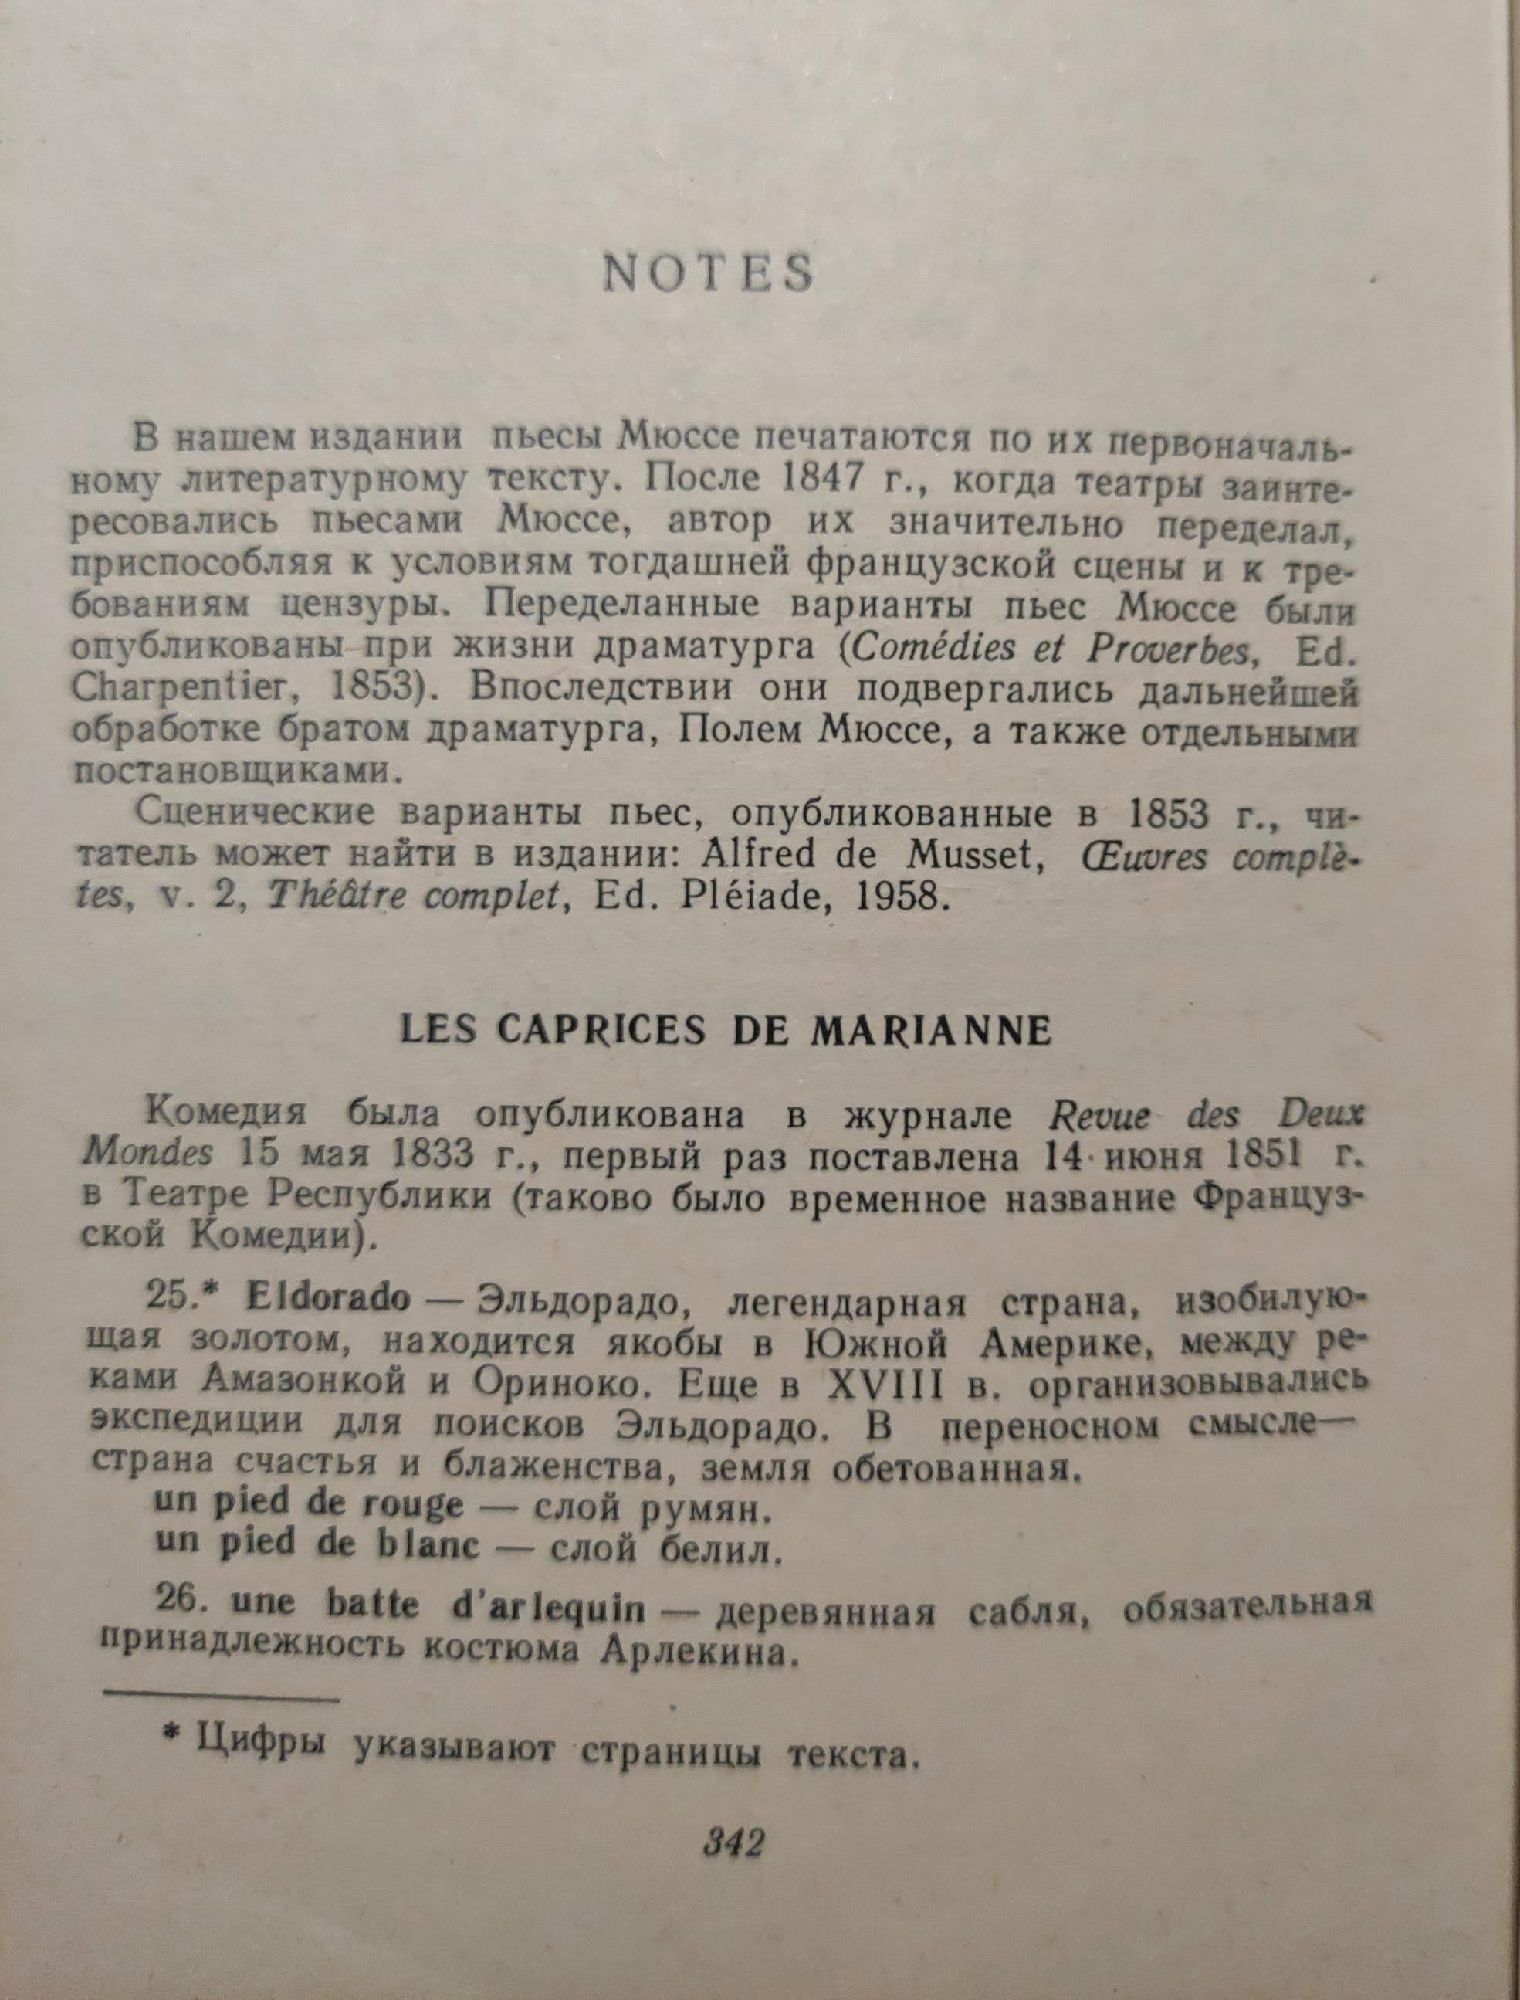 NOTES
В нашем издании пьесы Мюссе печатаются по их первоначаль-
ному литературному тексту. После 1847 г., когда театры заинте-
ресовались пьесами Мюссе, автор их значительно переделал,
приспособляя к условиям тогдашней французской сцены и к тре-
бованиям цензуры. Переделанные варианты пьес Мюссе были
опубликованы при жизни драматурга (Comédies et Proverbes, Ed.
Charpentier, 1853). Впоследствии они подвергались дальнейшей
обработке братом драматурга, Полем Мюссе, а также отдельными
постановщиками.
Сценические варианты пьес, опубликованные в 1853 г., чи-
татель может найти в издании: Alfred de Musset, Œuvres complè-
tes, v. 2, Théâtre complet, Ed. Pléiade, 1958.
LES CAPRICES DE MARIANNE
Комедия была опубликована в журнале Revue des Deux
Mondes 15 мая 1833 г., первый раз поставлена 14 июня 1851 г.
в Театре Республики (таково было временное название Француз-
ской Комедии).
25.* Eldorado — Эльдорадо, легендарная страна, изобилую-
щая золотом, находится якобы в Южной Америке, между ре-
ками Амазонкой и Ориноко. Еще в XVIII в. организовывались
экспедиции для поисков Эльдорадо. В переносном смысле—
страна счастья и блаженства, земля обетованная.
un pied de rouge — слой румян.
un pied de blanc — слой белил.
26. une batte d'arlequin — деревянная сабля, обязательная
принадлежность костюма Арлекина.
* Цифры указывают страницы текста.
342